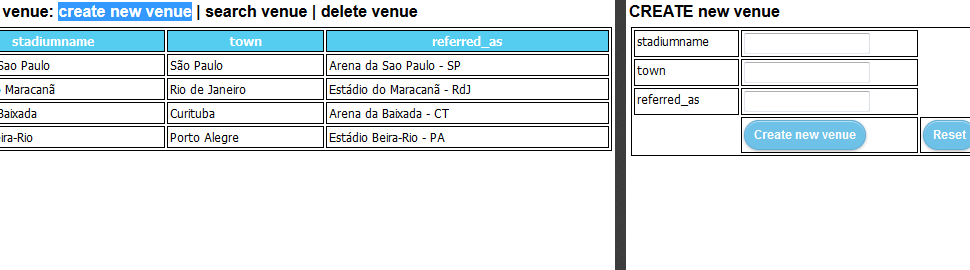 venue: create new venue | search venue | delete venue
stadiumname town referred_as
Sao Paulo São Paulo Arena da Sao Paulo - SP
Maracanã Rio de Janeiro Estádio do Maracanã - RdJ
Baixada Curituba Arena da Baixada - CT
ira-Rio Porto Alegre Estádio Beira-Rio - PA
CREATE new venue
stadiumname
town
referred_as
Create new venue Reset